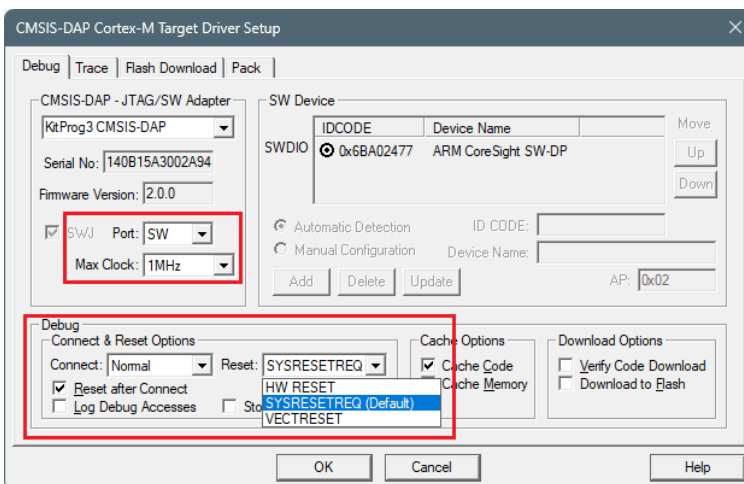 CMSIS-DAP Cortex-M Target Driver Setup
Debug Trace Flash Download Pack
CMSIS-DAP - JTAG/SW Adapter
KitProg3 CMSIS-DAP
Serial No: 140B15A3002A94
Firmware Version: 2.0.0
SWJ Port: SW
Max Clock: 1MHz
SW Device
IDCODE Device Name
SWDIO 0x6BA02477 ARM CoreSight SW-DP
Move
Up
Down
Automatic Detection ID CODE:
Manual Configuration Device Name:
Add Delete Update AP: 0x02
Debug
Connect & Reset Options
Connect: Normal Reset: SYSRESETREQ
Reset after Connect
Log Debug Accesses
HW RESET
SYSRESETREQ (Default)
VECTRESET
Cache Options
Cache Code
Cache Memory
Download Options
Verify Code Download
Download to Flash
OK Cancel Help